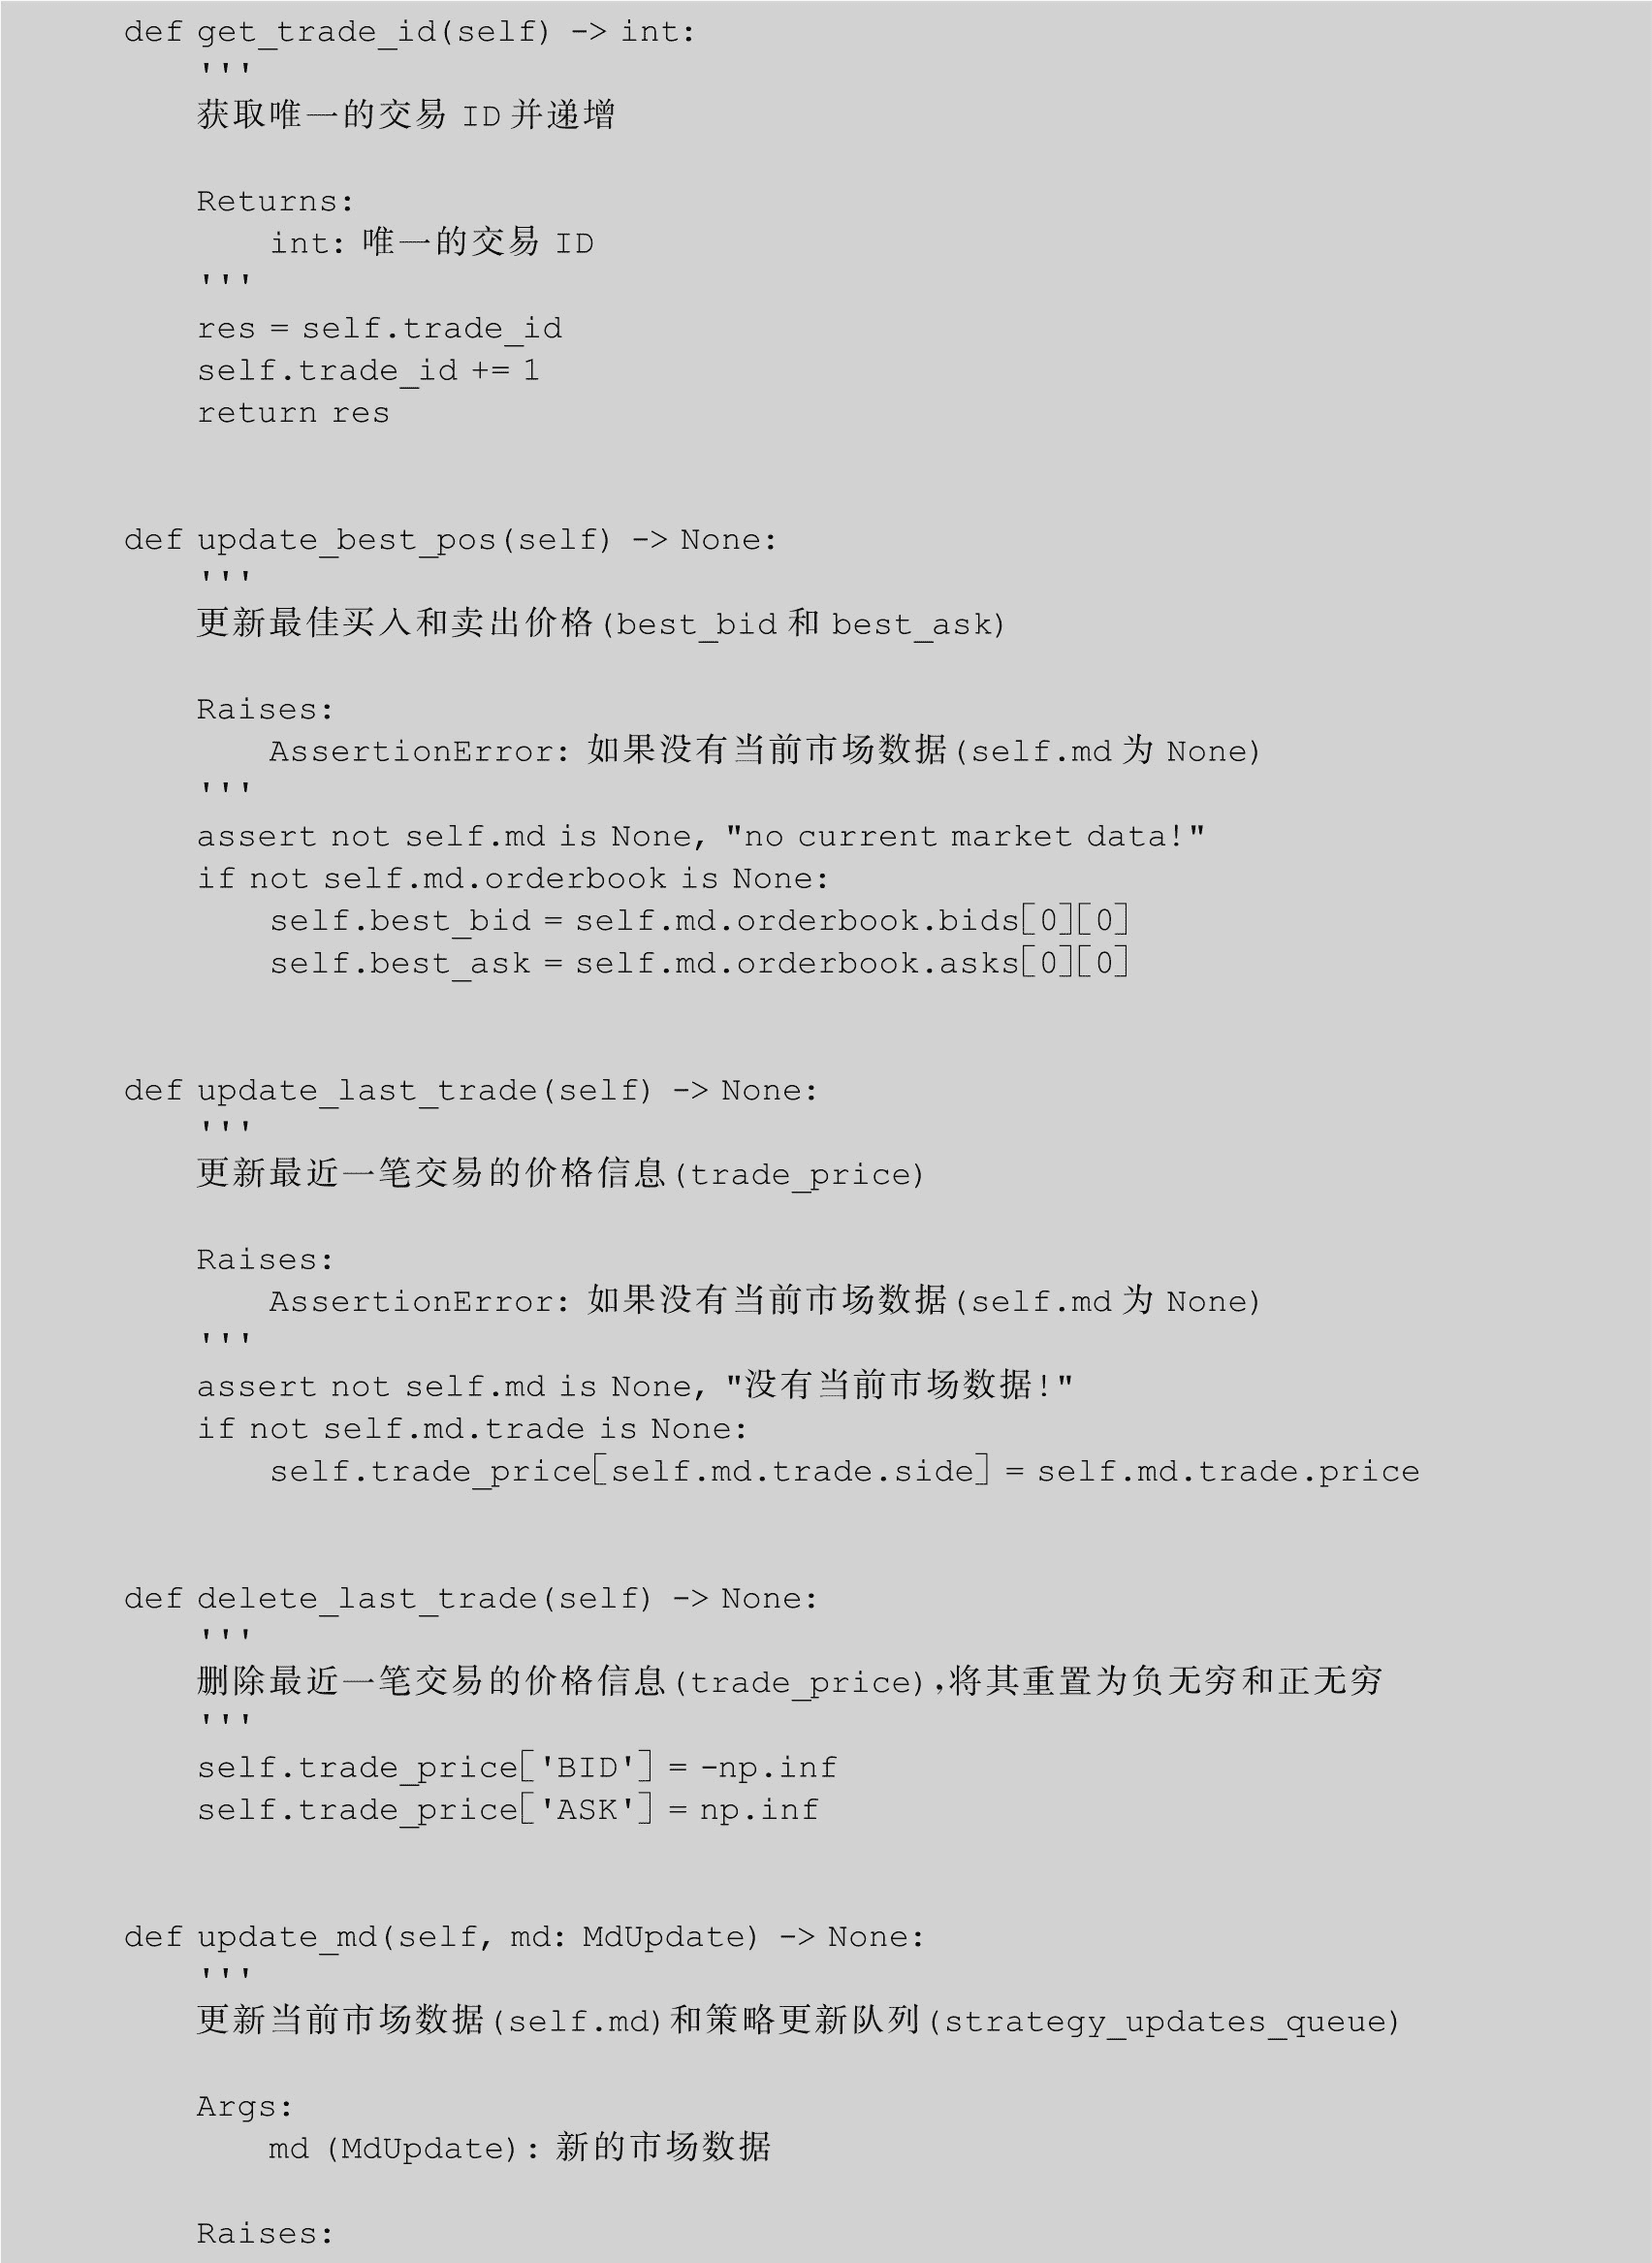 def get_trade_id(self) -> int:
    '''
    获取唯一的交易 ID 并递增

    Returns:
        int: 唯一的交易 ID
    '''
    res = self.trade_id
    self.trade_id += 1
    return res

def update_best_pos(self) -> None:
    '''
    更新最佳买入和卖出价格(best_bid 和 best_ask)

    Raises:
        AssertionError: 如果没有当前市场数据(self.md 为 None)
    '''
    assert not self.md is None, "no current market data!"
    if not self.md.orderbook is None:
        self.best_bid = self.md.orderbook.bids[0][0]
        self.best_ask = self.md.orderbook.asks[0][0]

def update_last_trade(self) -> None:
    '''
    更新最近一笔交易的价格信息(trade_price)

    Raises:
        AssertionError: 如果没有当前市场数据(self.md 为 None)
    '''
    assert not self.md is None, "没有当前市场数据!"
    if not self.md.trade is None:
        self.trade_price[self.md.trade.side] = self.md.trade.price

def delete_last_trade(self) -> None:
    '''
    删除最近一笔交易的价格信息(trade_price),将其重置为负无穷和正无穷
    '''
    self.trade_price['BID'] = -np.inf
    self.trade_price['ASK'] = np.inf

def update_md(self, md: MdUpdate) -> None:
    '''
    更新当前市场数据(self.md)和策略更新队列(strategy_updates_queue)

    Args:
        md (MdUpdate): 新的市场数据

    Raises: